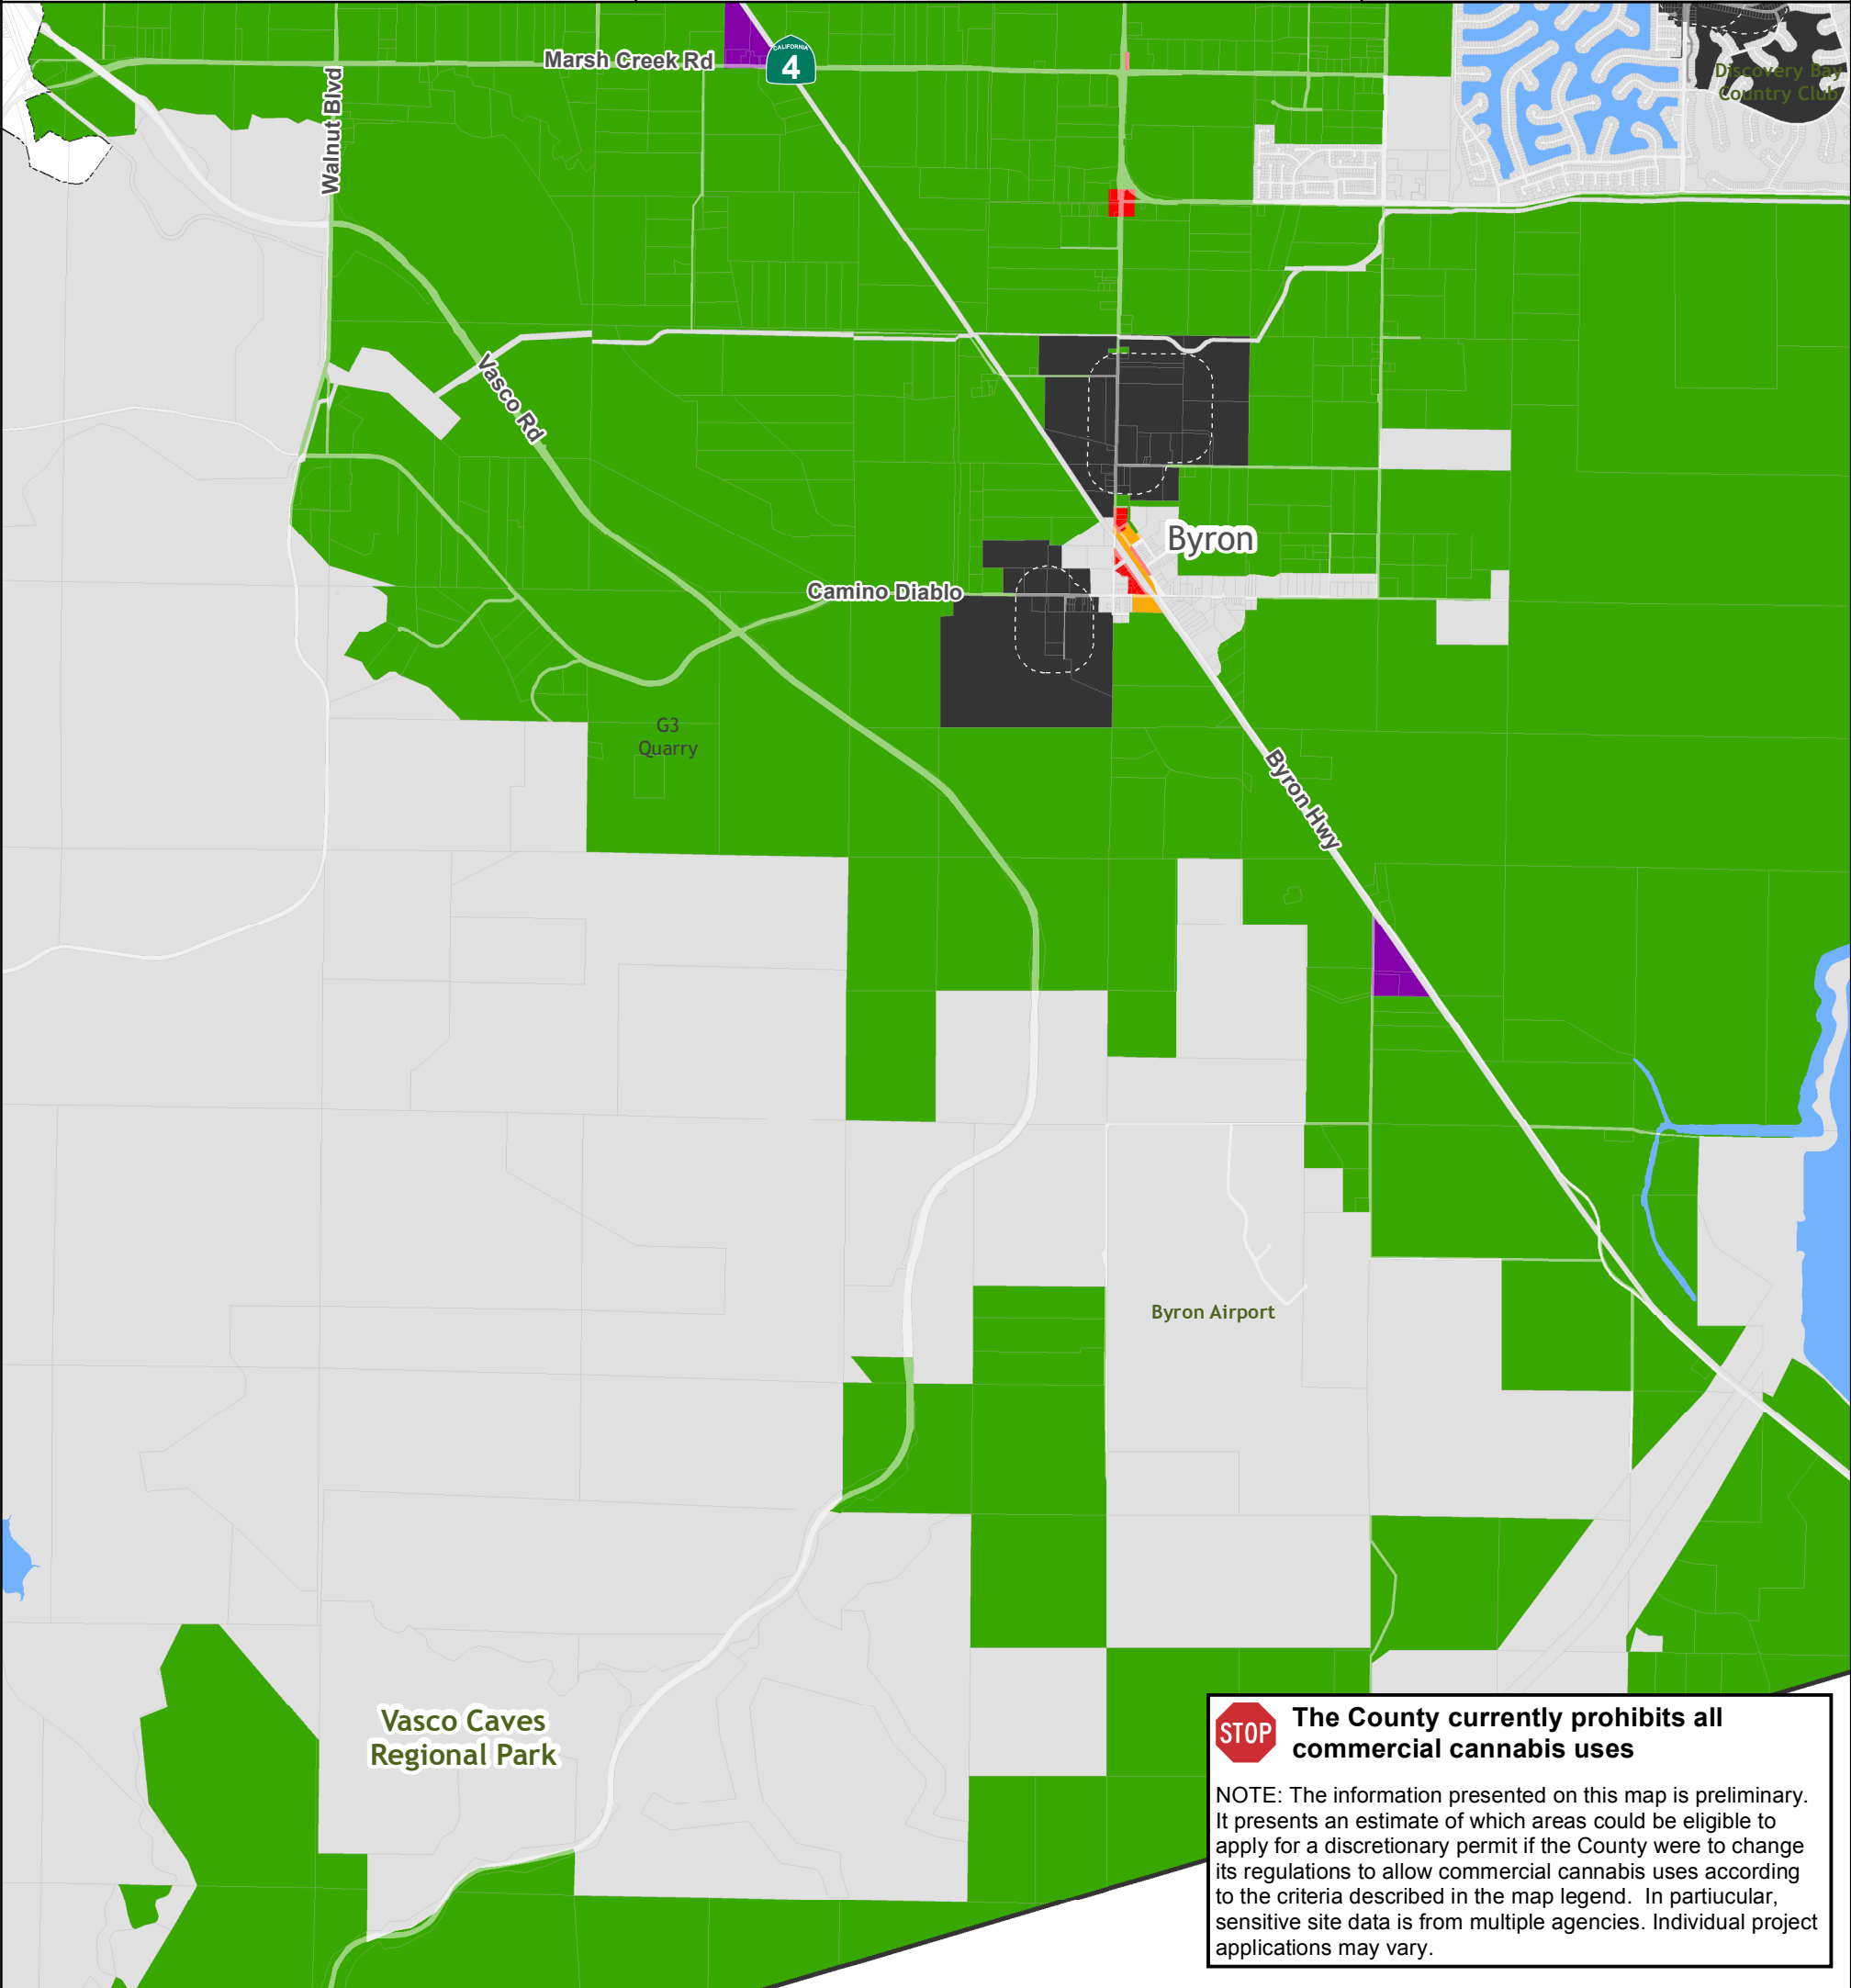 Marsh Creek Rd
CALIFORNIA
4
Walnut Blvd
Discovery Bay
Country Club
Vasco Rd
Byron
Camino Diablo
G3
Quarry
Byron Hwy
Byron Airport
Vasco Caves
Regional Park
STOP
The County currently prohibits all
commercial cannabis uses
NOTE: The information presented on this map is preliminary.
It presents an estimate of which areas could be eligible to
apply for a discretionary permit if the County were to change
its regulations to allow commercial cannabis uses according
to the criteria described in the map legend.  In partiucular,
sensitive site data is from multiple agencies. Individual project
applications may vary.